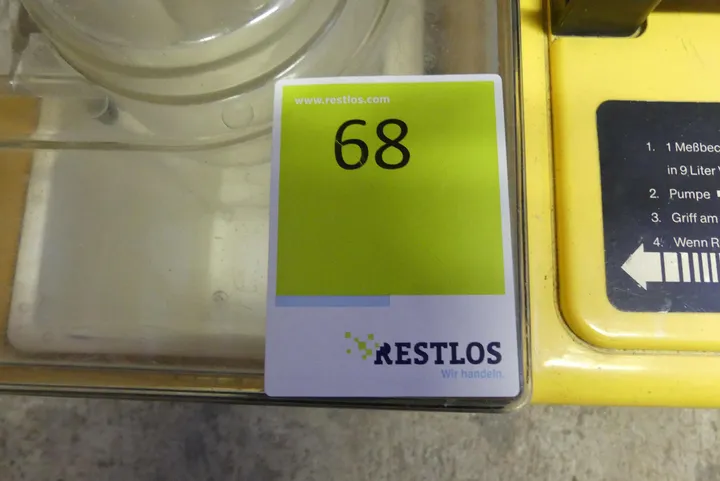 www.restlos.com
68
RESTLOS
Wir handeln.
1. 1 Meßbec
in 9 Liter
2. Pumpe
3. Griff am
4. Wenn R